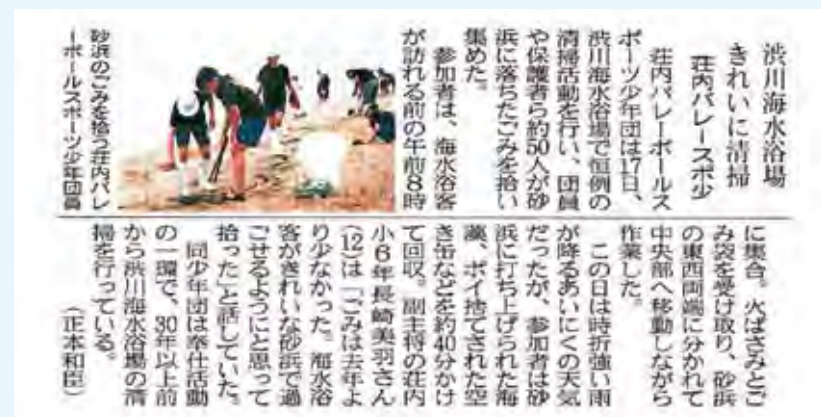 渋川海水浴場
きれいに清掃
荘内バレースポ少
荘内バレーボールス
ポーツ少年団は17日、
渋川海水浴場で恒例の
清掃活動を行い、団員
や保護者ら約50人が砂
浜に落ちたごみを拾い
集めた。
参加者は、海水浴客
が訪れる前の午前8時
砂浜のごみを拾う荘内バレ
ーボールスポーツ少年団員
に集合。火ばさみとご
み袋を受け取り、砂浜
の東西両端に分かれて
中央部へ移動しながら
作業した。
この日は時折強い雨
が降るあいにくの天気
だったが、参加者は砂
浜に打ち上げられた海
藻、ポイ捨てされた空
き缶などを約40分かけ
て回収。副主将の荘内
小6年長崎美羽さん
(12)は「ごみは去年よ
り少なかった。海水浴
客がきれいな砂浜で過
ごせるようにと思って
拾った」と話していた。
同少年団は奉仕活動
の一環で、30年以上前
から渋川海水浴場の清
掃を行っている。
(正本和臣)